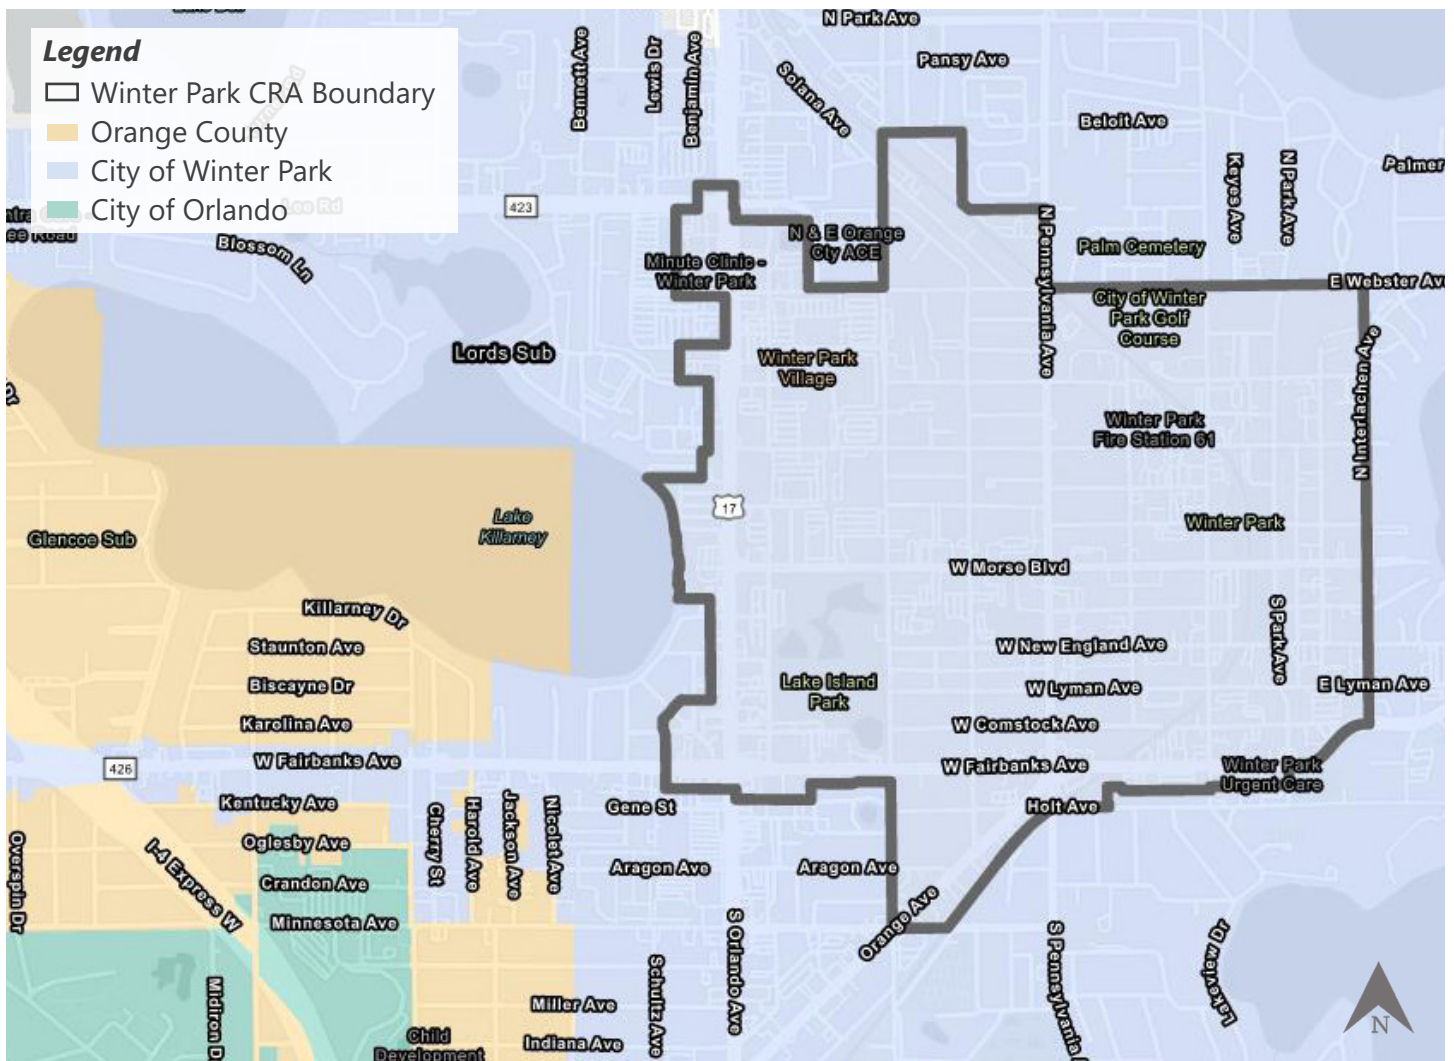 N Park Ave
Pansy Ave
Legend
Winter Park CRA Boundary
Orange County
City of Winter Park
City of Orlando
Bennett Ave
Lewis Dr
Benjamin Ave
Solana Ave
Beloit Ave
Keyes Ave
N Park Ave
Palmer
Lee Rd
423
ee Road
Blossom Ln
N & E Orange
Cty ACE
Minute Clinic -
Winter Park
N Pennsylvania Ave
Palm Cemetery
E Webster Av
City of Winter
Park Golf
Course
N Interlachen Ave
Lords Sub
Winter Park
Village
Winter Park
Fire Station 61
Dr
17
Lake
Killarney
Winter Park
Glencoe Sub
W Morse Blvd
Killarney Dr
Staunton Ave
S Park Ave
W New England Ave
Biscayne Dr
Lake Island
Park
W Lyman Ave
E Lyman Ave
Karolina Ave
W Comstock Ave
W Fairbanks Ave
426
W Fairbanks Ave
Winter Park
Urgent Care
Kentucky Ave
Gene St
Holt Ave
Cherry St
Harold Ave
Jackson Ave
Nicolet Ave
Overspin Dr
Oglesby Ave
I-4 Express W
Crandon Ave
Aragon Ave
Aragon Ave
Minnesota Ave
Orange Ave
S Orlando Ave
Schultz Ave
S Pennsylvania
Lakeview Dr
Midiron D
Miller Ave
Child
Development
Indiana Ave
N